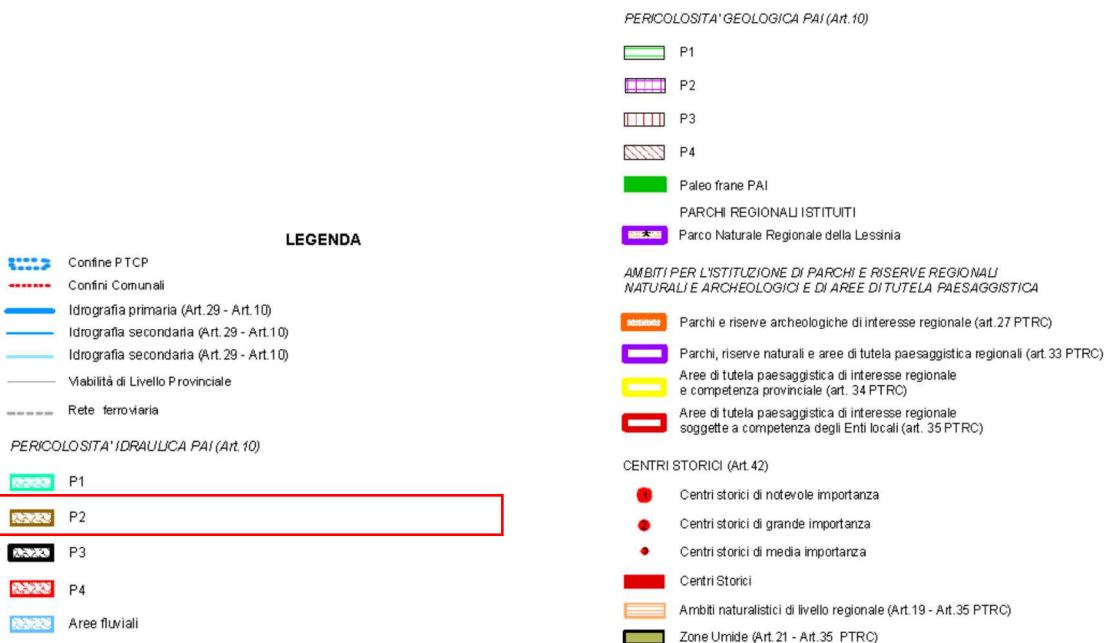 LEGENDA
Confine PTCP
Confini Comunali
Idrografia primaria (Art.29 - Art.10)
Idrografia secondaria (Art.29 - Art.10)
Idrografia secondaria (Art.29 - Art.10)
Viabilità di Livello Provinciale
Rete ferroviaria
PERICOLOSITA' IDRAULICA PAI (Art.10)
P1
P2
P3
P4
Aree fluviali
PERICOLOSITA' GEOLOGICA PAI (Art.10)
P1
P2
P3
P4
Paleo frane PAI
PARCHI REGIONALI ISTITUITI
Parco Naturale Regionale della Lessinia
AMBITI PER L'ISTITUZIONE DI PARCHI E RISERVE REGIONALI
NATURALI E ARCHEOLOGICI E DI AREE DI TUTELA PAESAGGISTICA
Parchi e riserve archeologiche di interesse regionale (art.27 PTRC)
Parchi, riserve naturali e aree di tutela paesaggistica regionali (art.33 PTRC)
Aree di tutela paesaggistica di interesse regionale
e competenza provinciale (art. 34 PTRC)
Aree di tutela paesaggistica di interesse regionale
soggette a competenza degli Enti locali (art. 35 PTRC)
CENTRI STORICI (Art.42)
1 Centri storici di notevole importanza
2 Centri storici di grande importanza
Centri storici di media importanza
Centri Storici
Ambiti naturalistici di livello regionale (Art.19 - Art.35 PTRC)
Zone Umide (Art.21 - Art.35 PTRC)